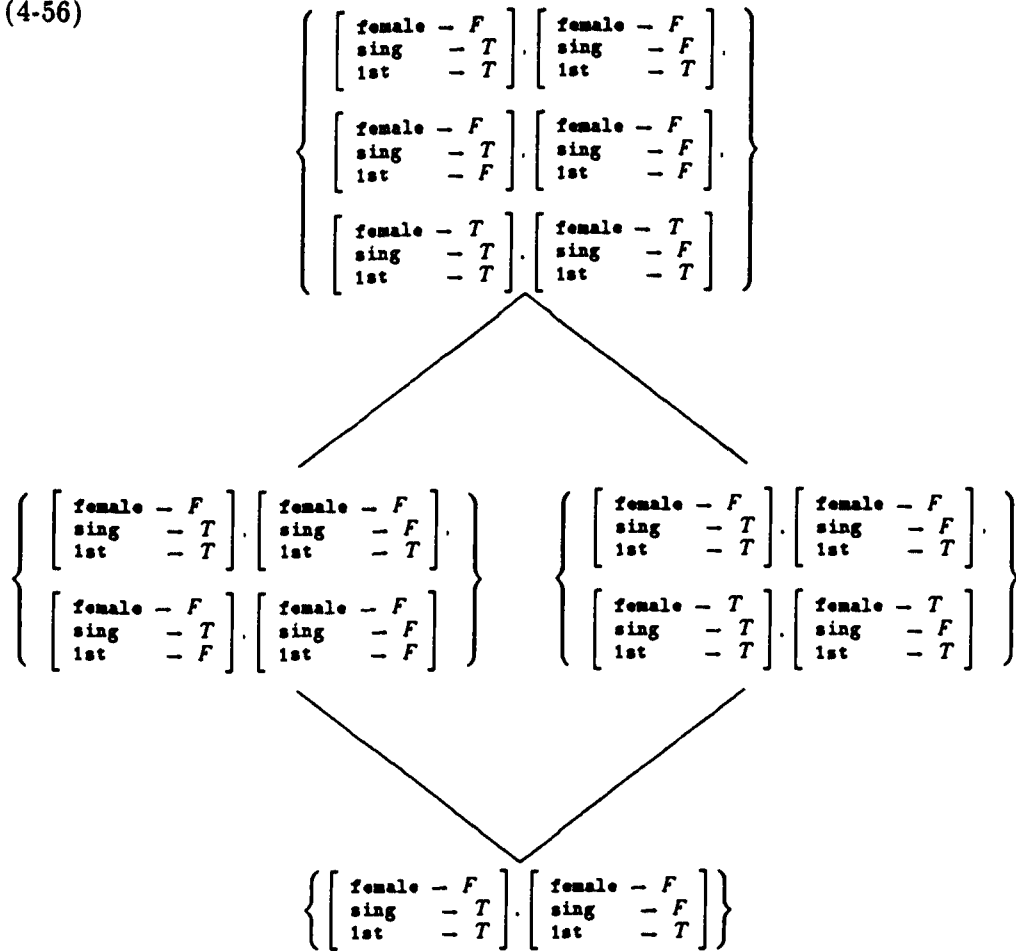 (4-56)
female – F female – F
sing – T , sing – F ,
1st – T 1st – T
female – F female – F
sing – T , sing – F ,
1st – F 1st – F
female – T female – T
sing – T , sing – F
1st – T 1st – T
female – F female – F
sing – T , sing – F ,
1st – T 1st – T
female – F female – F
sing – T , sing – F
1st – F 1st – F
female – F female – F
sing – T , sing – F ,
1st – T 1st – T
female – T female – T
sing – T , sing – F
1st – T 1st – T
female – F female – F
sing – T , sing – F
1st – T 1st – T